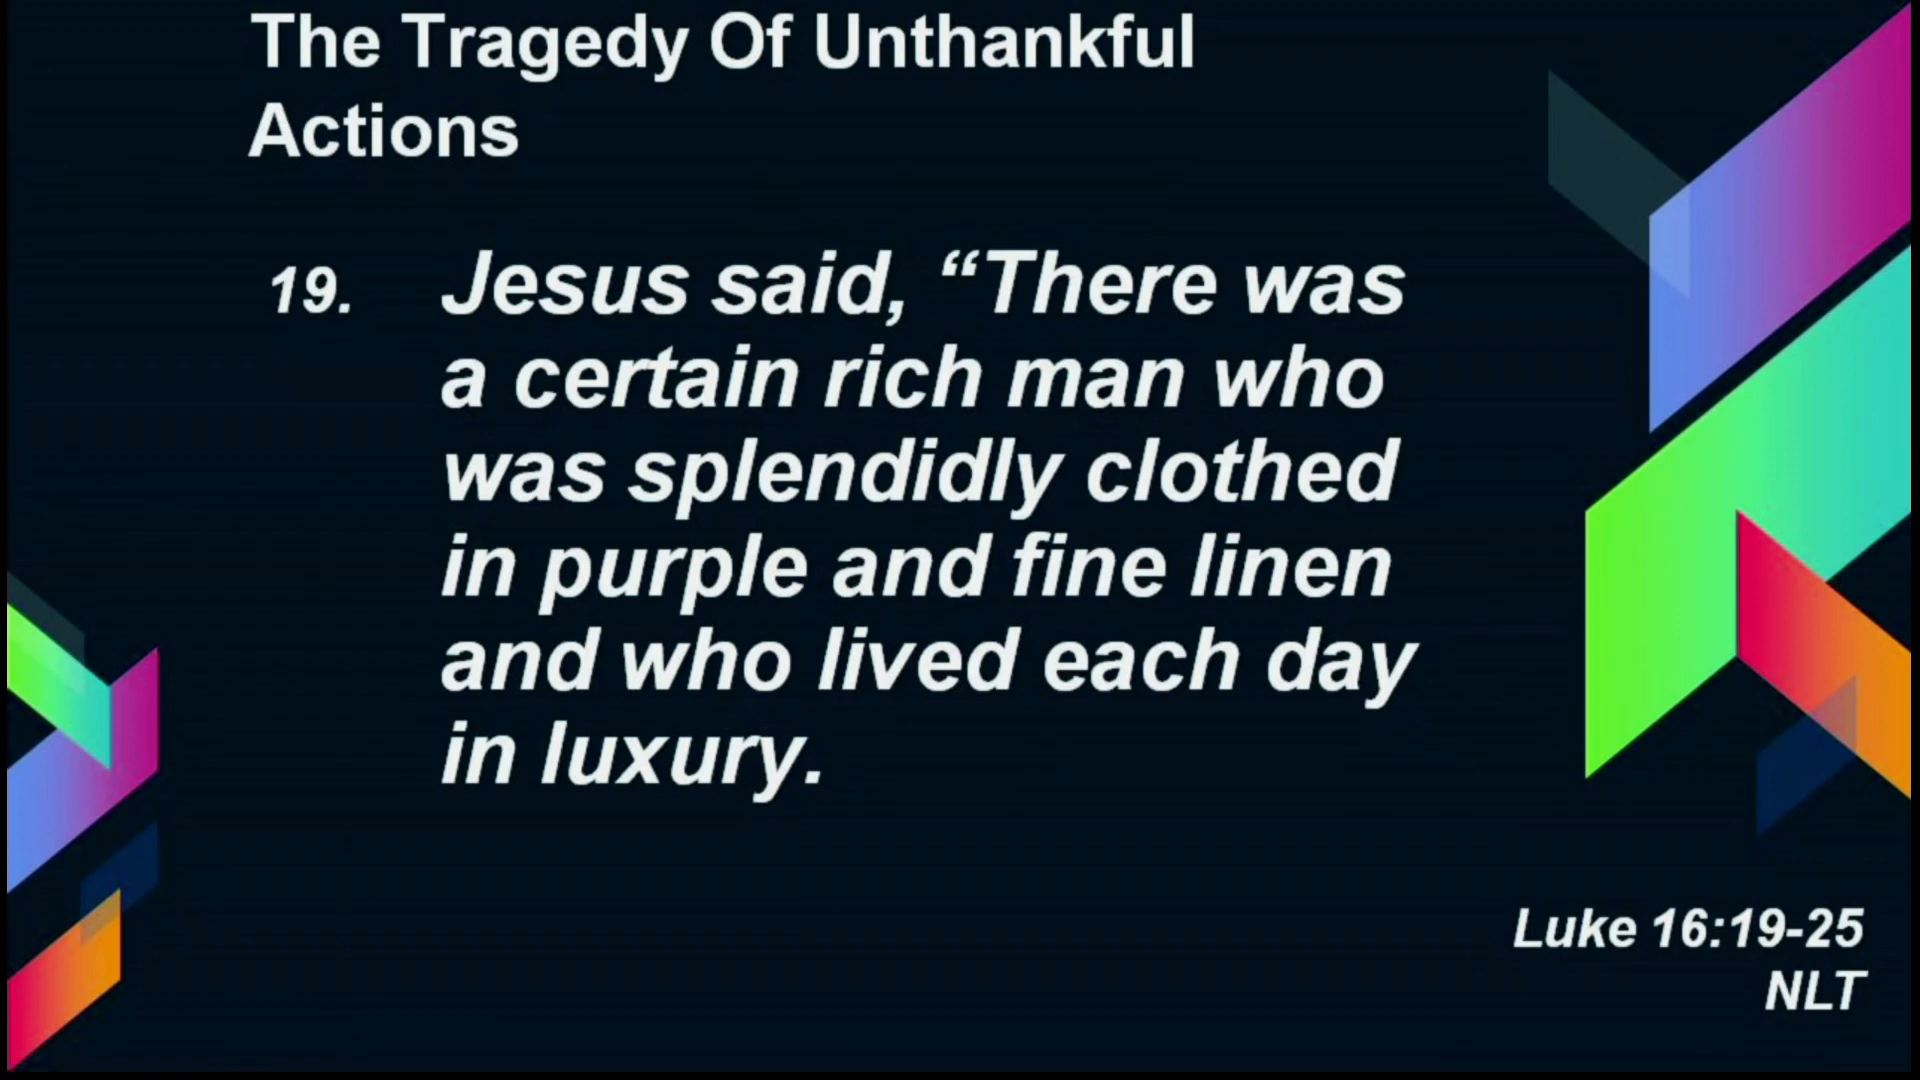 The Tragedy Of Unthankful
Actions
19. Jesus said, “There was
a certain rich man who
was splendidly clothed
in purple and fine linen
and who lived each day
in luxury.
Luke 16:19-25
NLT